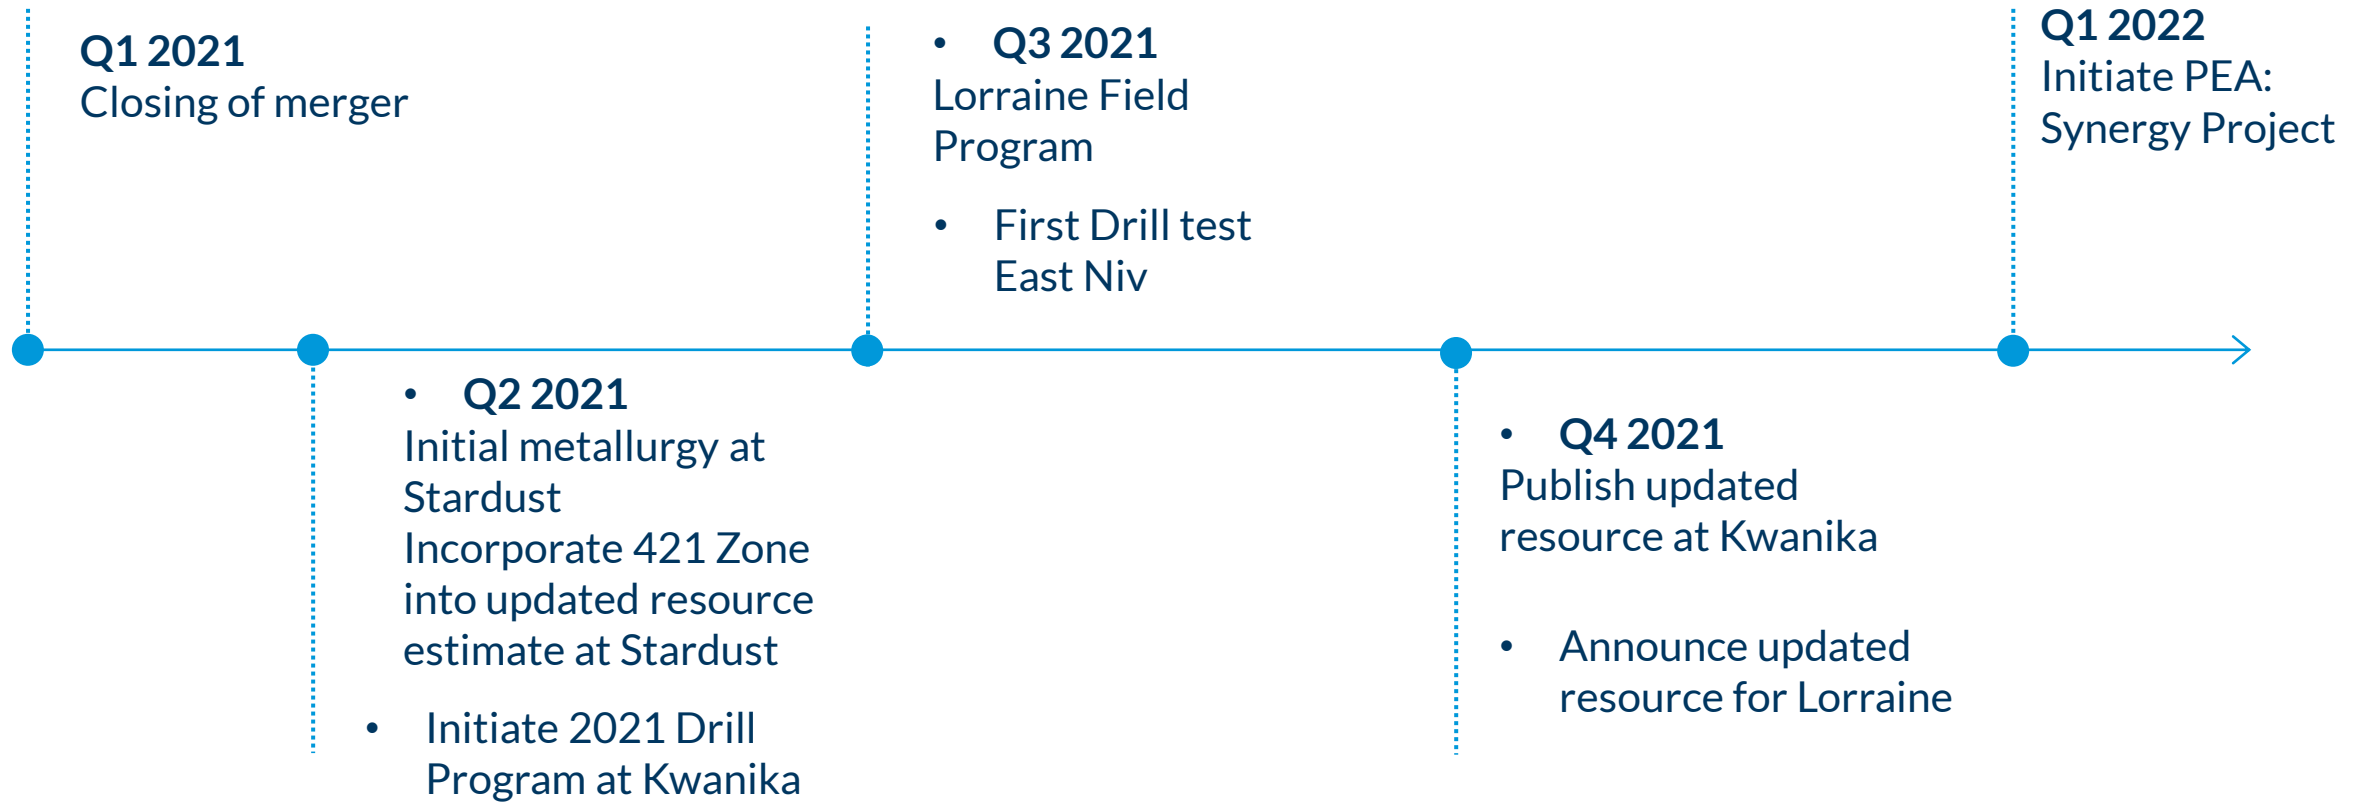 Q1 2021
Closing of merger
• Q2 2021
Initial metallurgy at
Stardust
Incorporate 421 Zone
into updated resource
estimate at Stardust
• Initiate 2021 Drill
Program at Kwanika
• Q3 2021
Lorraine Field
Program
• First Drill test
East Niv
• Q4 2021
Publish updated
resource at Kwanika
• Announce updated
resource for Lorraine
Q1 2022
Initiate PEA:
Synergy Project